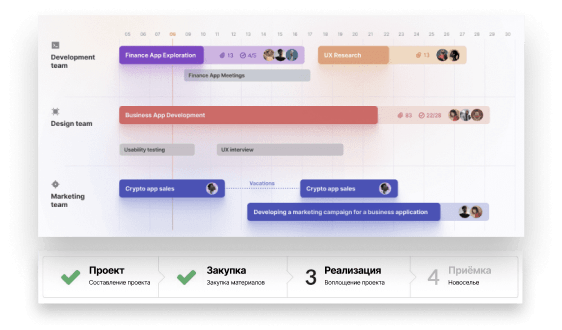 05 06 07 08 09 10 11 12 13 14 15 16 17 18 19 20 21 22 23 24 25 26 27 28 29 30
Development
team
Finance App Exploration 13 4/5
UX Research 13
Finance App Meetings
Design team
Business App Development 83 22/28
Usability testing
UX interview
Marketing
team
Crypto app sales
Vacations
Crypto app sales
Developing a marketing campaign for a business application
Проект
Составление проекта
Закупка
Закупка материалов
3 Реализация
Воплощение проекта
4 Приёмка
Новоселье